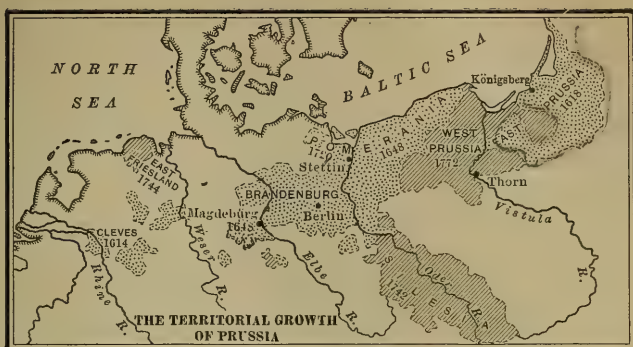 NORTH
SEA
BALTIC SEA
Königsberg
EAST PRUSSIA
1618
WEST
PRUSSIA
1772
POMERANIA
1648
Stettin
EAST
FRIESLAND
1744
BRANDENBURG
Berlin
Magdeburg
1648
Thorn
Vistula R.
CLEVES
1614
Rhine R.
Weser R.
Elbe R.
Oder R.
SILESIA
1742
THE TERRITORIAL GROWTH
OF PRUSSIA